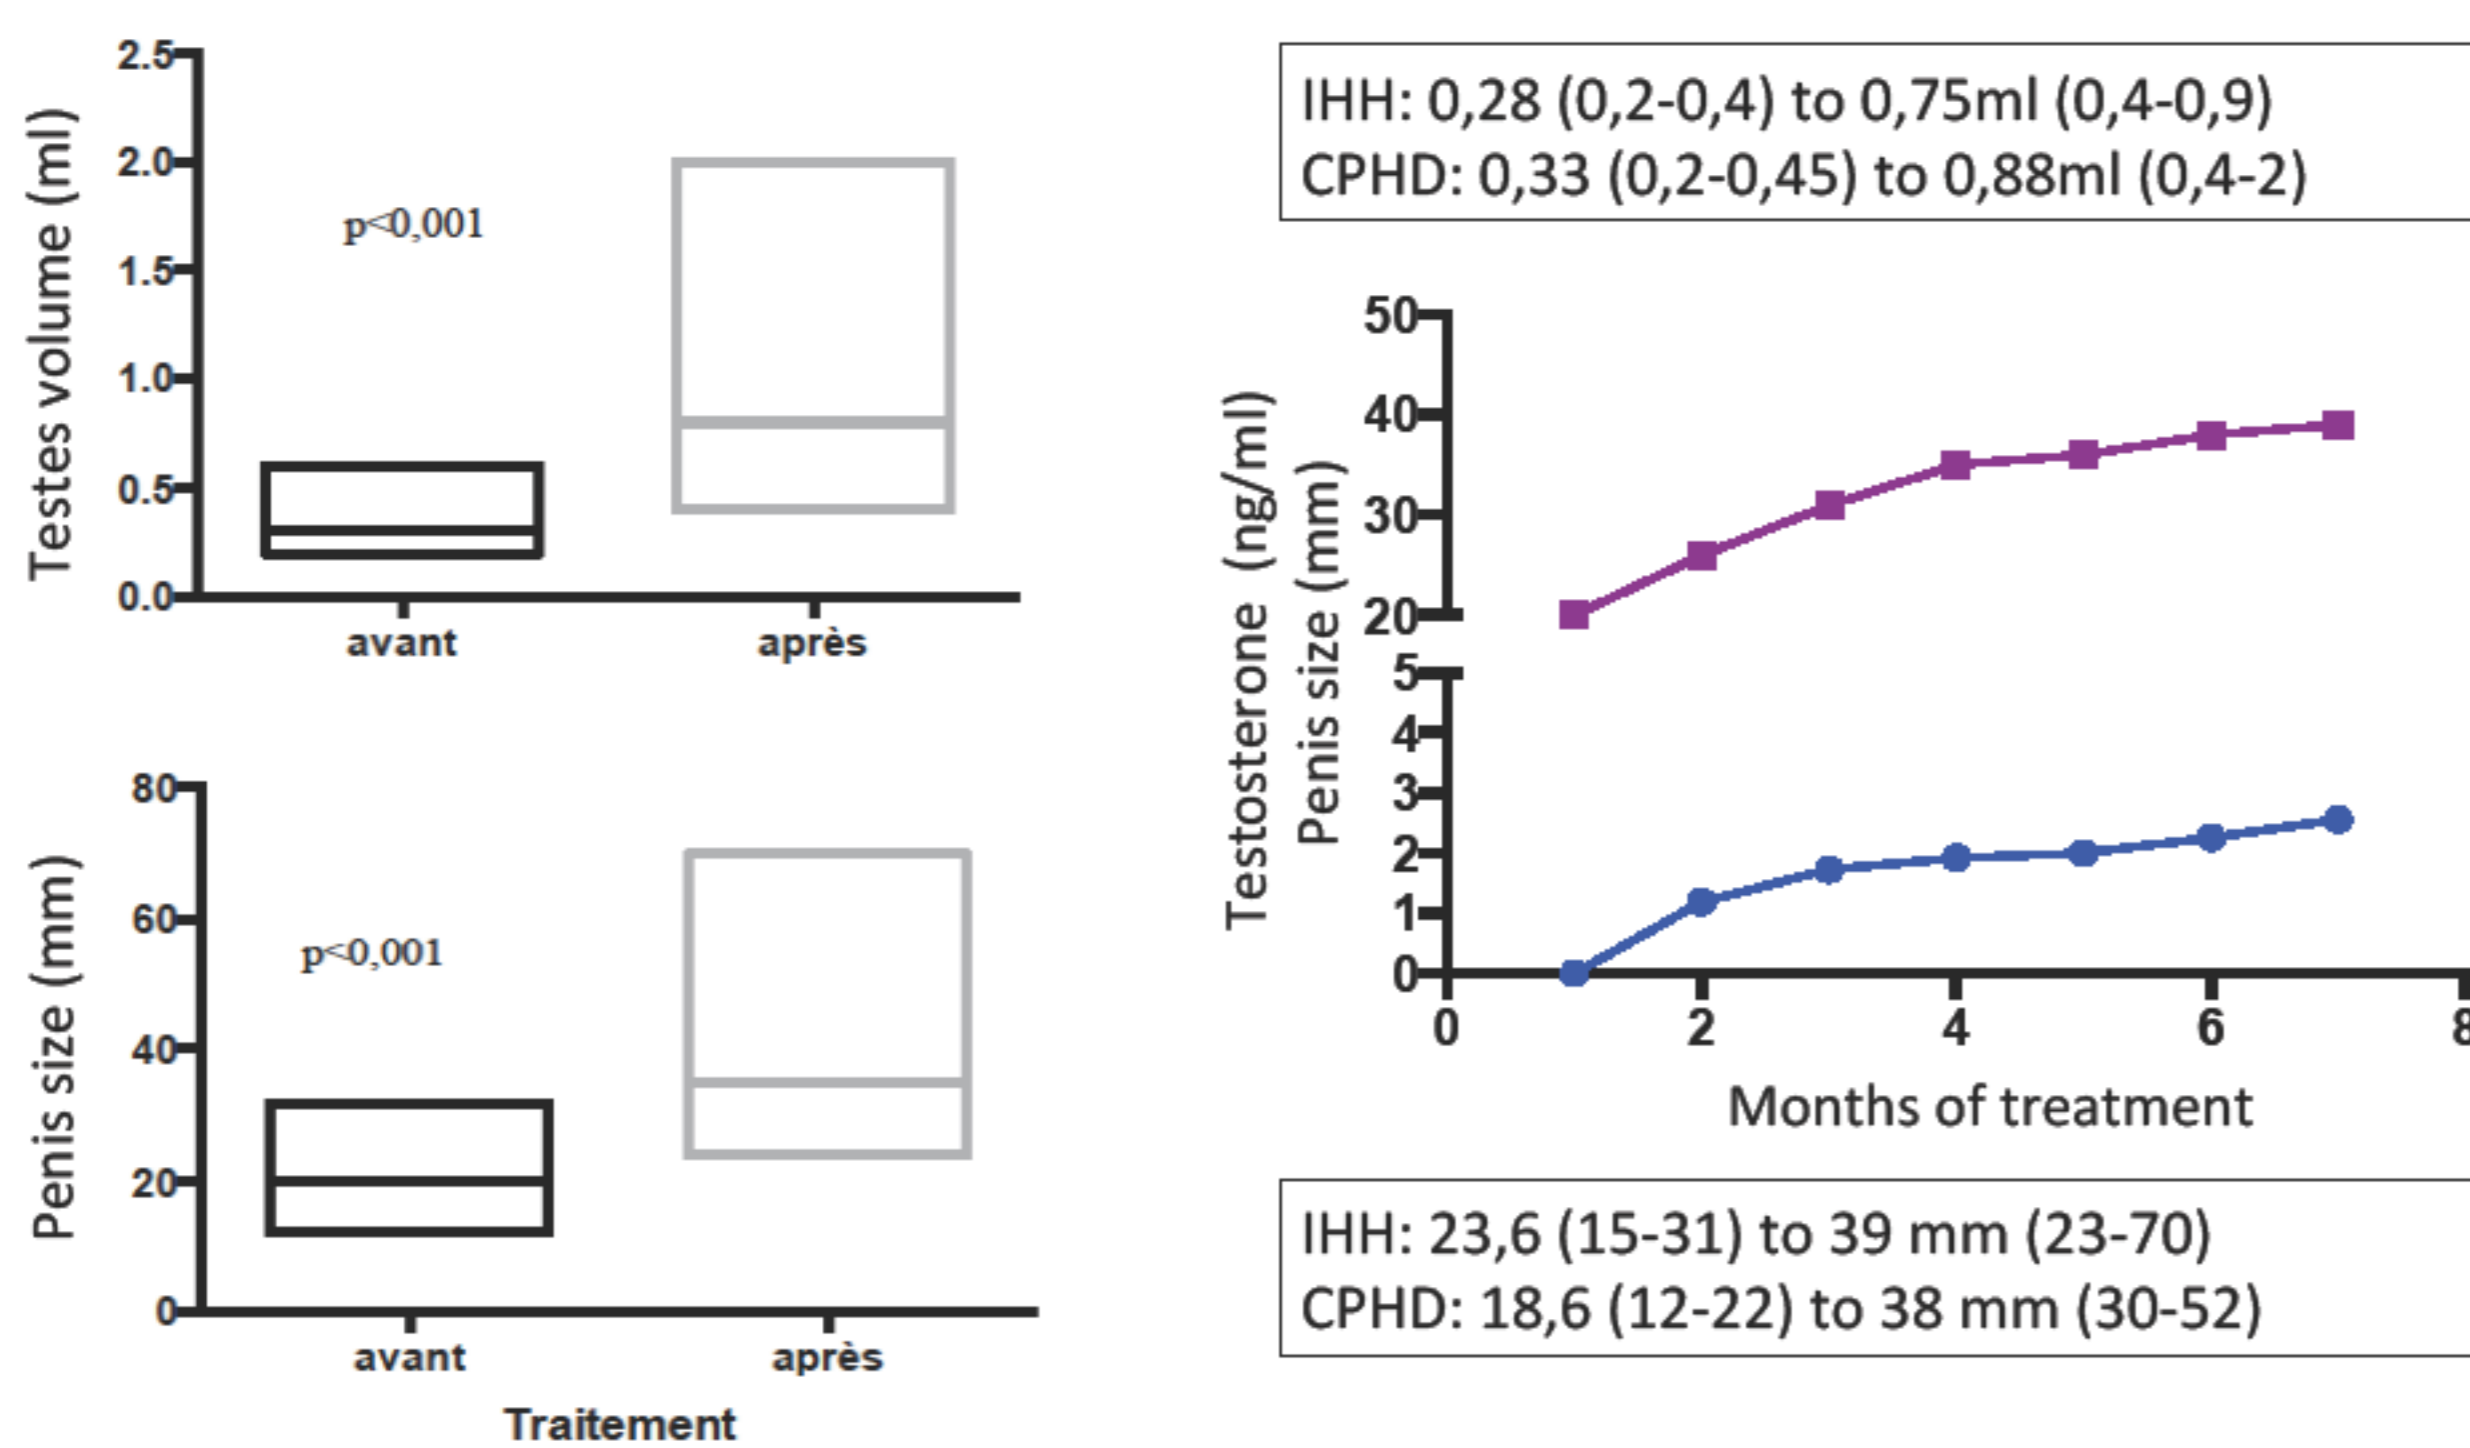 Testes volume (ml)
2.5
2.0
1.5
1.0
0.5
0.0
p<0,001
avant
après
Penis size (mm)
80
60
40
20
0
p<0,001
avant
après
Traitement
IHH: 0,28 (0,2-0,4) to 0,75ml (0,4-0,9)
CPHD: 0,33 (0,2-0,45) to 0,88ml (0,4-2)
Testosterone (ng/ml)
Penis size (mm)
50
40
30
20
5
4
3
2
1
0
0 2 4 6 8
Months of treatment
IHH: 23,6 (15-31) to 39 mm (23-70)
CPHD: 18,6 (12-22) to 38 mm (30-52)